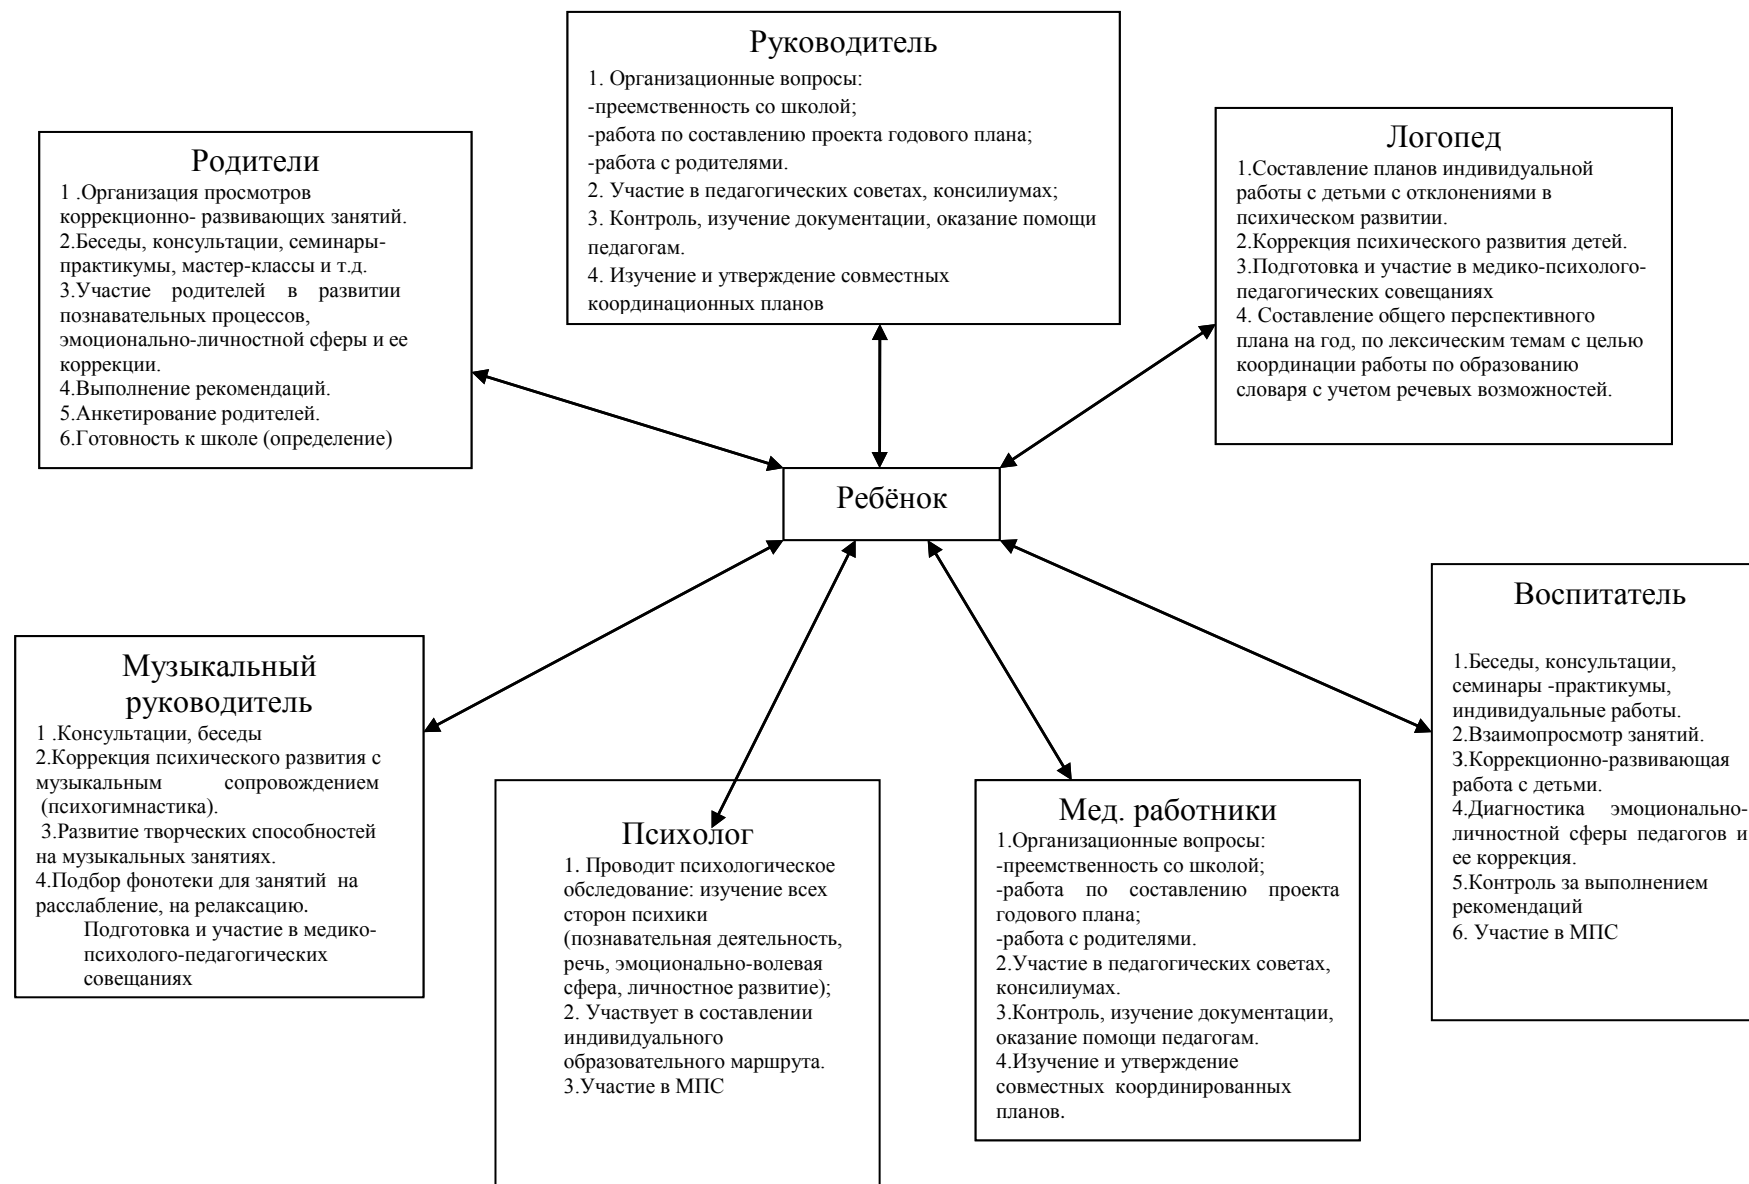 Руководитель
1. Организационные вопросы:
-преемственность со школой;
-работа по составлению проекта годового плана;
-работа с родителями.
2. Участие в педагогических советах, консилиумах;
3. Контроль, изучение документации, оказание помощи
педагогам.
4. Изучение и утверждение совместных
координационных планов
Родители
1 .Организация просмотров
коррекционно- развивающих занятий.
2.Беседы, консультации, семинары-
практикумы, мастер-классы и т.д.
3.Участие родителей в развитии
познавательных процессов,
эмоционально-личностной сферы и ее
коррекции.
4.Выполнение рекомендаций.
5.Анкетирование родителей.
6.Готовность к школе (определение)
Логопед
1.Составление планов индивидуальной
работы с детьми с отклонениями в
психическом развитии.
2.Коррекция психического развития детей.
3.Подготовка и участие в медико-психолого-
педагогических совещаниях
4. Составление общего перспективного
плана на год, по лексическим темам с целью
координации работы по образованию
словаря с учетом речевых возможностей.
Ребёнок
Музыкальный
руководитель
1 .Консультации, беседы
2.Коррекция психического развития с
музыкальным сопровождением
(психогимнастика).
3.Развитие творческих способностей
на музыкальных занятиях.
4.Подбор фонотеки для занятий на
расслабление, на релаксацию.
Подготовка и участие в медико-
психолого-педагогических
совещаниях
Психолог
1. Проводит психологическое
обследование: изучение всех
сторон психики
(познавательная деятельность,
речь, эмоционально-волевая
сфера, личностное развитие);
2. Участвует в составлении
индивидуального
образовательного маршрута.
3.Участие в МПС
Мед. работники
1.Организационные вопросы:
-преемственность со школой;
-работа по составлению проекта
годового плана;
-работа с родителями.
2.Участие в педагогических советах,
консилиумах.
3.Контроль, изучение документации,
оказание помощи педагогам.
4.Изучение и утверждение
совместных координированных
планов.
Воспитатель
1.Беседы, консультации,
семинары -практикумы,
индивидуальные работы.
2.Взаимопросмотр занятий.
3.Коррекционно-развивающая
работа с детьми.
4.Диагностика эмоционально-
личностной сферы педагогов и
ее коррекция.
5.Контроль за выполнением
рекомендаций
6. Участие в МПС